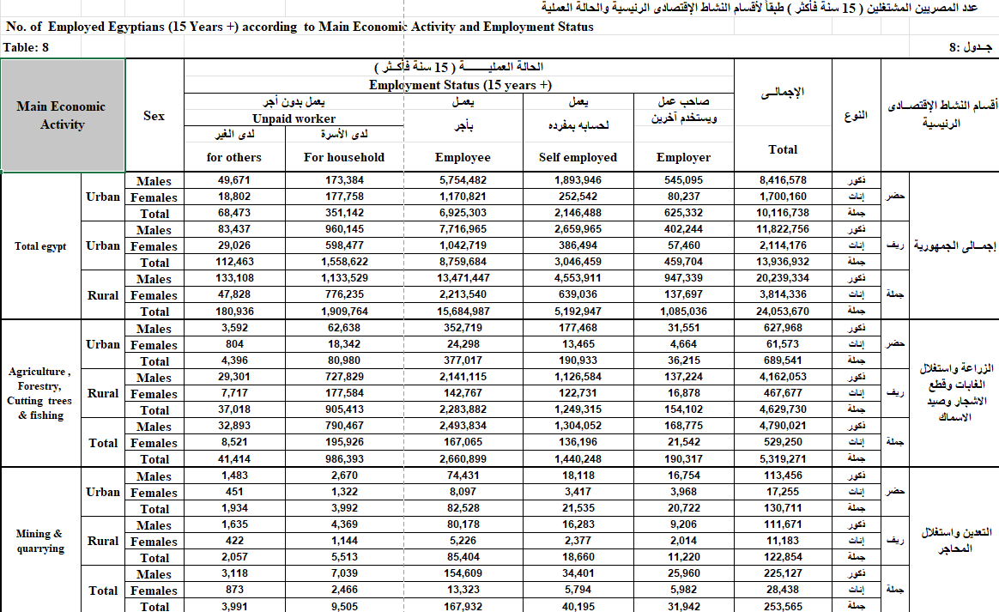 عدد المصريين المشتغلين ( 15 سنة فأكثر ) طبقاً لأقسام النشاط الإقتصادى الرئيسية والحالة العملية
No. of Employed Egyptians (15 Years +) according to Main Economic Activity and Employment Status
Table: 8 جـدول :8
Main Economic Activity Sex الحالة العمليـــــــة ( 15 سنة فأكـثر ) الإجمالـى النوع أقسام النشاط الإقتصــادى الرئيسية
Employment Status (15 years +)
يعمل بدون أجر يعمـل يعمل صاحب عمل
Unpaid worker بأجر لحسابه بمفرده ويستخدم آخرين
لدى الغير لدى الأسرة
for others For household Employee Self employed Employer Total
Total egypt إجمــالى الجمهورية
Urban حضر
Males 49,671 173,384 5,754,482 1,893,946 545,095 8,416,578 ذكور
Females 18,802 177,758 1,170,821 252,542 80,237 1,700,160 إناث
Total 68,473 351,142 6,925,303 2,146,488 625,332 10,116,738 جملة
Urban ريف
Males 83,437 960,145 7,716,965 2,659,965 402,244 11,822,756 ذكور
Females 29,026 598,477 1,042,719 386,494 57,460 2,114,176 إناث
Total 112,463 1,558,622 8,759,684 3,046,459 459,704 13,936,932 جملة
Rural جملة
Males 133,108 1,133,529 13,471,447 4,553,911 947,339 20,239,334 ذكور
Females 47,828 776,235 2,213,540 639,036 137,697 3,814,336 إناث
Total 180,936 1,909,764 15,684,987 5,192,947 1,085,036 24,053,670 جملة
Agriculture ,
Forestry,
Cutting trees
& fishing
الزراعة واستغلال
الغابات وقطع
الاشجار وصيد
الاسماك
Urban حضر
Males 3,592 62,638 352,719 177,468 31,551 627,968 ذكور
Females 804 18,342 24,298 13,465 4,664 61,573 إناث
Total 4,396 80,980 377,017 190,933 36,215 689,541 جملة
Rural ريف
Males 29,301 727,829 2,141,115 1,126,584 137,224 4,162,053 ذكور
Females 7,717 177,584 142,767 122,731 16,878 467,677 إناث
Total 37,018 905,413 2,283,882 1,249,315 154,102 4,629,730 جملة
Total جملة
Males 32,893 790,467 2,493,834 1,304,052 168,775 4,790,021 ذكور
Females 8,521 195,926 167,065 136,196 21,542 529,250 إناث
Total 41,414 986,393 2,660,899 1,440,248 190,317 5,319,271 جملة
Mining &
quarrying
التعدين واستغلال
المحاجر
Urban حضر
Males 1,483 2,670 74,431 18,118 16,754 113,456 ذكور
Females 451 1,322 8,097 3,417 3,968 17,255 إناث
Total 1,934 3,992 82,528 21,535 20,722 130,711 جملة
Rural ريف
Males 1,635 4,369 80,178 16,283 9,206 111,671 ذكور
Females 422 1,144 5,226 2,377 2,014 11,183 إناث
Total 2,057 5,513 85,404 18,660 11,220 122,854 جملة
Total جملة
Males 3,118 7,039 154,609 34,401 25,960 225,127 ذكور
Females 873 2,466 13,323 5,794 5,982 28,438 إناث
Total 3,991 9,505 167,932 40,195 31,942 253,565 جملة